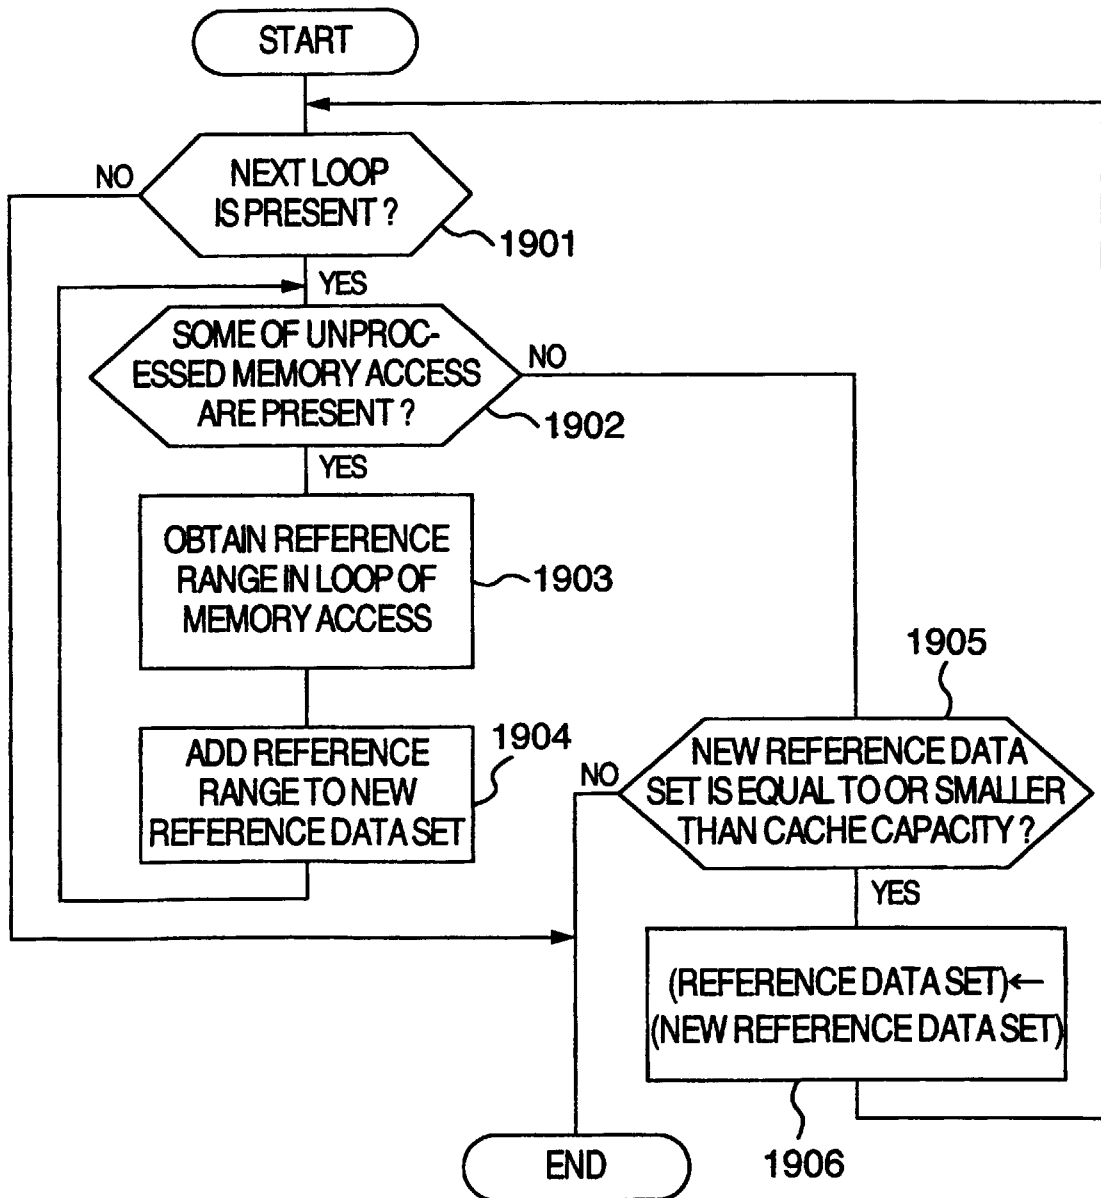 START
NEXT LOOP
IS PRESENT ?
NO
1901
YES
SOME OF UNPROC-
ESSED MEMORY ACCESS
ARE PRESENT ?
NO
1902
YES
OBTAIN REFERENCE
RANGE IN LOOP OF
MEMORY ACCESS
1903
ADD REFERENCE
RANGE TO NEW
REFERENCE DATA SET
1904
1905
NEW REFERENCE DATA
SET IS EQUAL TO OR SMALLER
THAN CACHE CAPACITY ?
NO
YES
(REFERENCE DATA SET)←
(NEW REFERENCE DATA SET)
1906
END